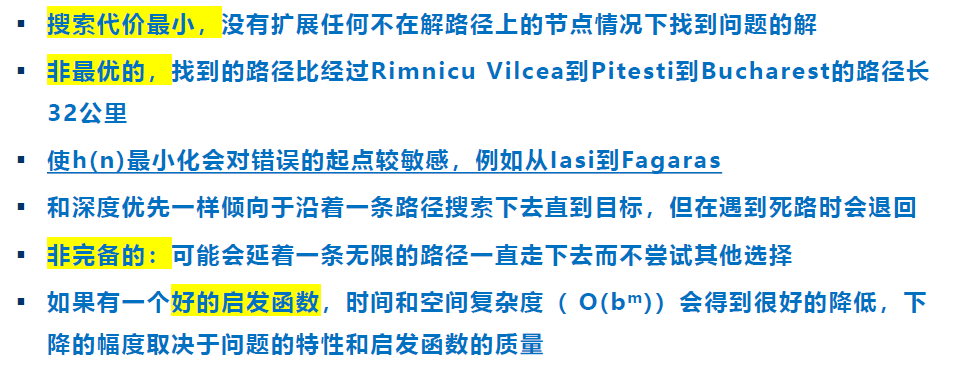 ▪ 搜索代价最小，没有扩展任何不在解路径上的节点情况下找到问题的解
▪ 非最优的，找到的路径比经过Rimnicu Vilcea到Pitesti到Bucharest的路径长
32公里
▪ 使h(n)最小化会对错误的起点较敏感，例如从Iasi到Fagaras
▪ 和深度优先一样倾向于沿着一条路径搜索下去直到目标，但在遇到死路时会退回
▪ 非完备的：可能会延着一条无限的路径一直走下去而不尝试其他选择
▪ 如果有一个好的启发函数，时间和空间复杂度（ O(bᵐ)）会得到很好的降低，下
降的幅度取决于问题的特性和启发函数的质量